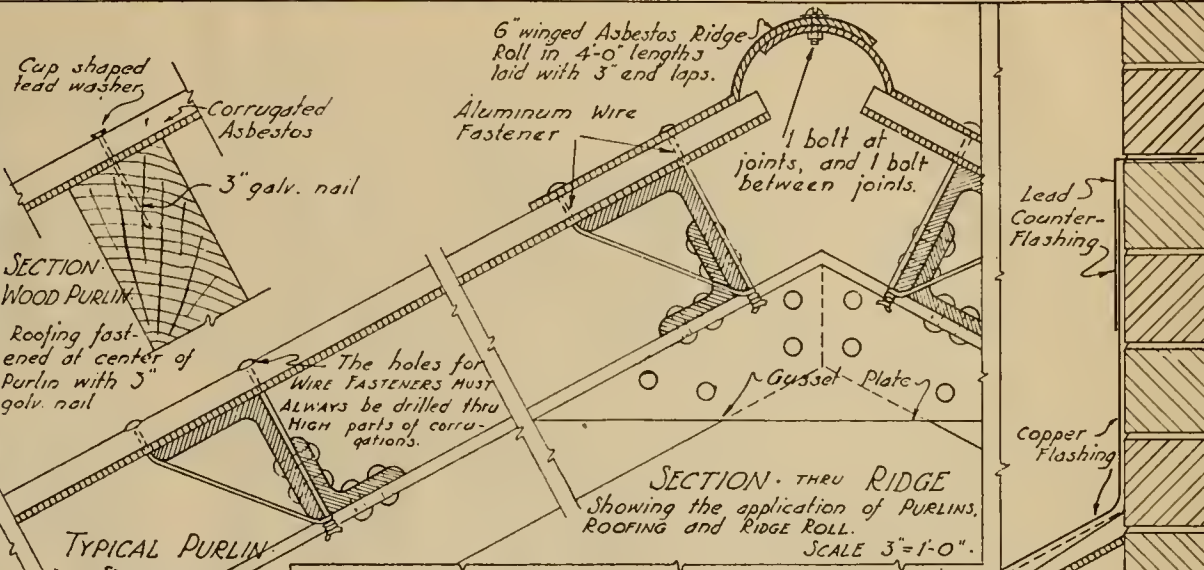 6" winged Asbestos Ridge
Roll in 4'-0" lengths
laid with 3" end laps.
Cup shaped
lead washer
Corrugated
Asbestos
3" galv. nail
SECTION
WOOD PURLIN
Roofing fast-
ened at center of
Purlin with 3"
galv. nail
Aluminum Wire
Fastener
1 bolt at
joints, and 1 bolt
between joints.
The holes for
WIRE FASTENERS MUST
ALWAYS be drilled thru
HIGH parts of corru-
gations.
Gusset Plate
SECTION · THRU RIDGE
Showing the application of PURLINS,
ROOFING and RIDGE ROLL.
SCALE 3"=1'-0".
TYPICAL PURLIN
Lead
Counter-
Flashing
Copper
Flashing